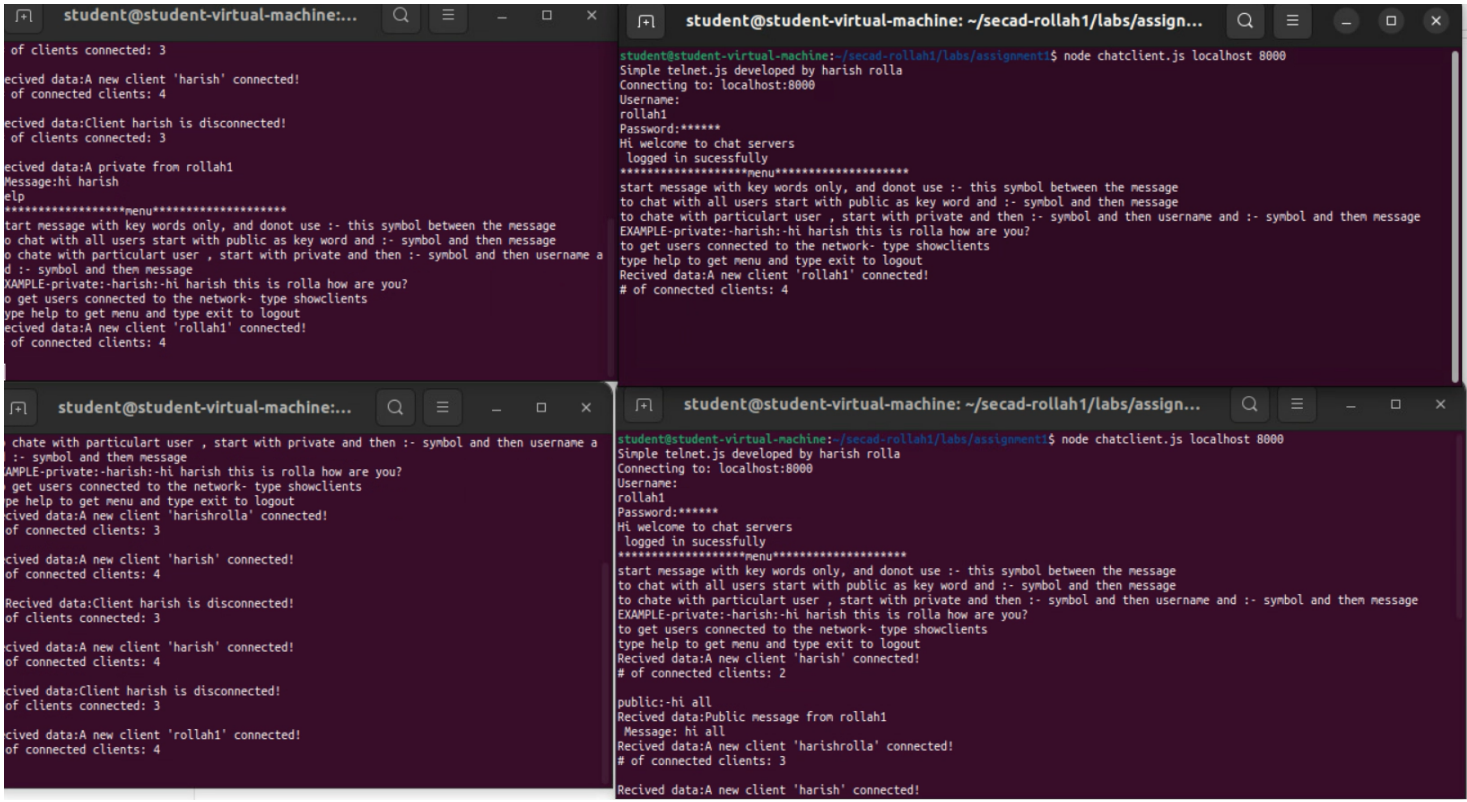 student@student-virtual-machine:...
of clients connected: 3
ecived data:A new client 'harish' connected!
of connected clients: 4
ecived data:Client harish is disconnected!
of clients connected: 3
ecived data:A private from rollah1
Message:hi harish
elp
******************menu********************
tart message with key words only, and donot use :- this symbol between the message
o chat with all users start with public as key word and :- symbol and then message
o chate with particulart user , start with private and then :- symbol and then username a
d :- symbol and them message
XAMPLE-private:-harish:-hi harish this is rolla how are you?
o get users connected to the network- type showclients
ype help to get menu and type exit to logout
ecived data:A new client 'rollah1' connected!
of connected clients: 4
student@student-virtual-machine: ~/secad-rollah1/labs/assign...
student@student-virtual-machine:~/secad-rollah1/labs/assignment1$ node chatclient.js localhost 8000
Simple telnet.js developed by harish rolla
Connecting to: localhost:8000
Username:
rollah1
Password:******
Hi welcome to chat servers
logged in sucessfully
*******************menu********************
start message with key words only, and donot use :- this symbol between the message
to chat with all users start with public as key word and :- symbol and then message
to chate with particulart user , start with private and then :- symbol and then username and :- symbol and them message
EXAMPLE-private:-harish:-hi harish this is rolla how are you?
to get users connected to the network- type showclients
type help to get menu and type exit to logout
Recived data:A new client 'rollah1' connected!
# of connected clients: 4
student@student-virtual-machine:...
chate with particulart user , start with private and then :- symbol and then username a
:- symbol and them message
AMPLE-private:-harish:-hi harish this is rolla how are you?
get users connected to the network- type showclients
pe help to get menu and type exit to logout
cived data:A new client 'harishrolla' connected!
of connected clients: 3
cived data:A new client 'harish' connected!
of connected clients: 4
Recived data:Client harish is disconnected!
of clients connected: 3
cived data:A new client 'harish' connected!
of connected clients: 4
cived data:Client harish is disconnected!
of clients connected: 3
cived data:A new client 'rollah1' connected!
of connected clients: 4
student@student-virtual-machine: ~/secad-rollah1/labs/assign...
student@student-virtual-machine:~/secad-rollah1/labs/assignment1$ node chatclient.js localhost 8000
Simple telnet.js developed by harish rolla
Connecting to: localhost:8000
Username:
rollah1
Password:******
Hi welcome to chat servers
logged in sucessfully
*******************menu********************
start message with key words only, and donot use :- this symbol between the message
to chat with all users start with public as key word and :- symbol and then message
to chate with particulart user , start with private and then :- symbol and then username and :- symbol and them message
EXAMPLE-private:-harish:-hi harish this is rolla how are you?
to get users connected to the network- type showclients
type help to get menu and type exit to logout
Recived data:A new client 'harish' connected!
# of connected clients: 2
public:-hi all
Recived data:Public message from rollah1
Message: hi all
Recived data:A new client 'harishrolla' connected!
# of connected clients: 3
Recived data:A new client 'harish' connected!